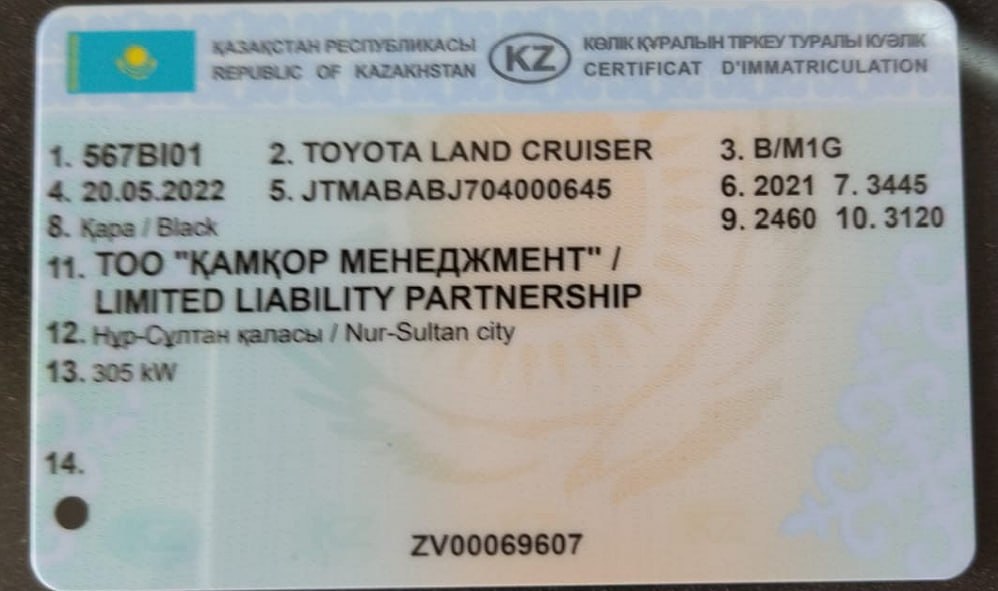 ҚАЗАҚСТАН РЕСПУБЛИКАСЫ
REPUBLIC OF KAZAKHSTAN
KZ
КӨЛІК ҚҰРАЛЫН ТІРКЕУ ТУРАЛЫ КУӘЛІК
CERTIFICAT D'IMMATRICULATION
1. 567BI01 2. TOYOTA LAND CRUISER 3. B/M1G
4. 20.05.2022 5. JTMABABJ704000645 6. 2021 7. 3445
8. Қара / Black 9. 2460 10. 3120
11. ТОО "ҚАМҚОР МЕНЕДЖМЕНТ" /
LIMITED LIABILITY PARTNERSHIP
12. Нұр-Сұлтан қаласы / Nur-Sultan city
13. 305 kW
14.
ZV00069607